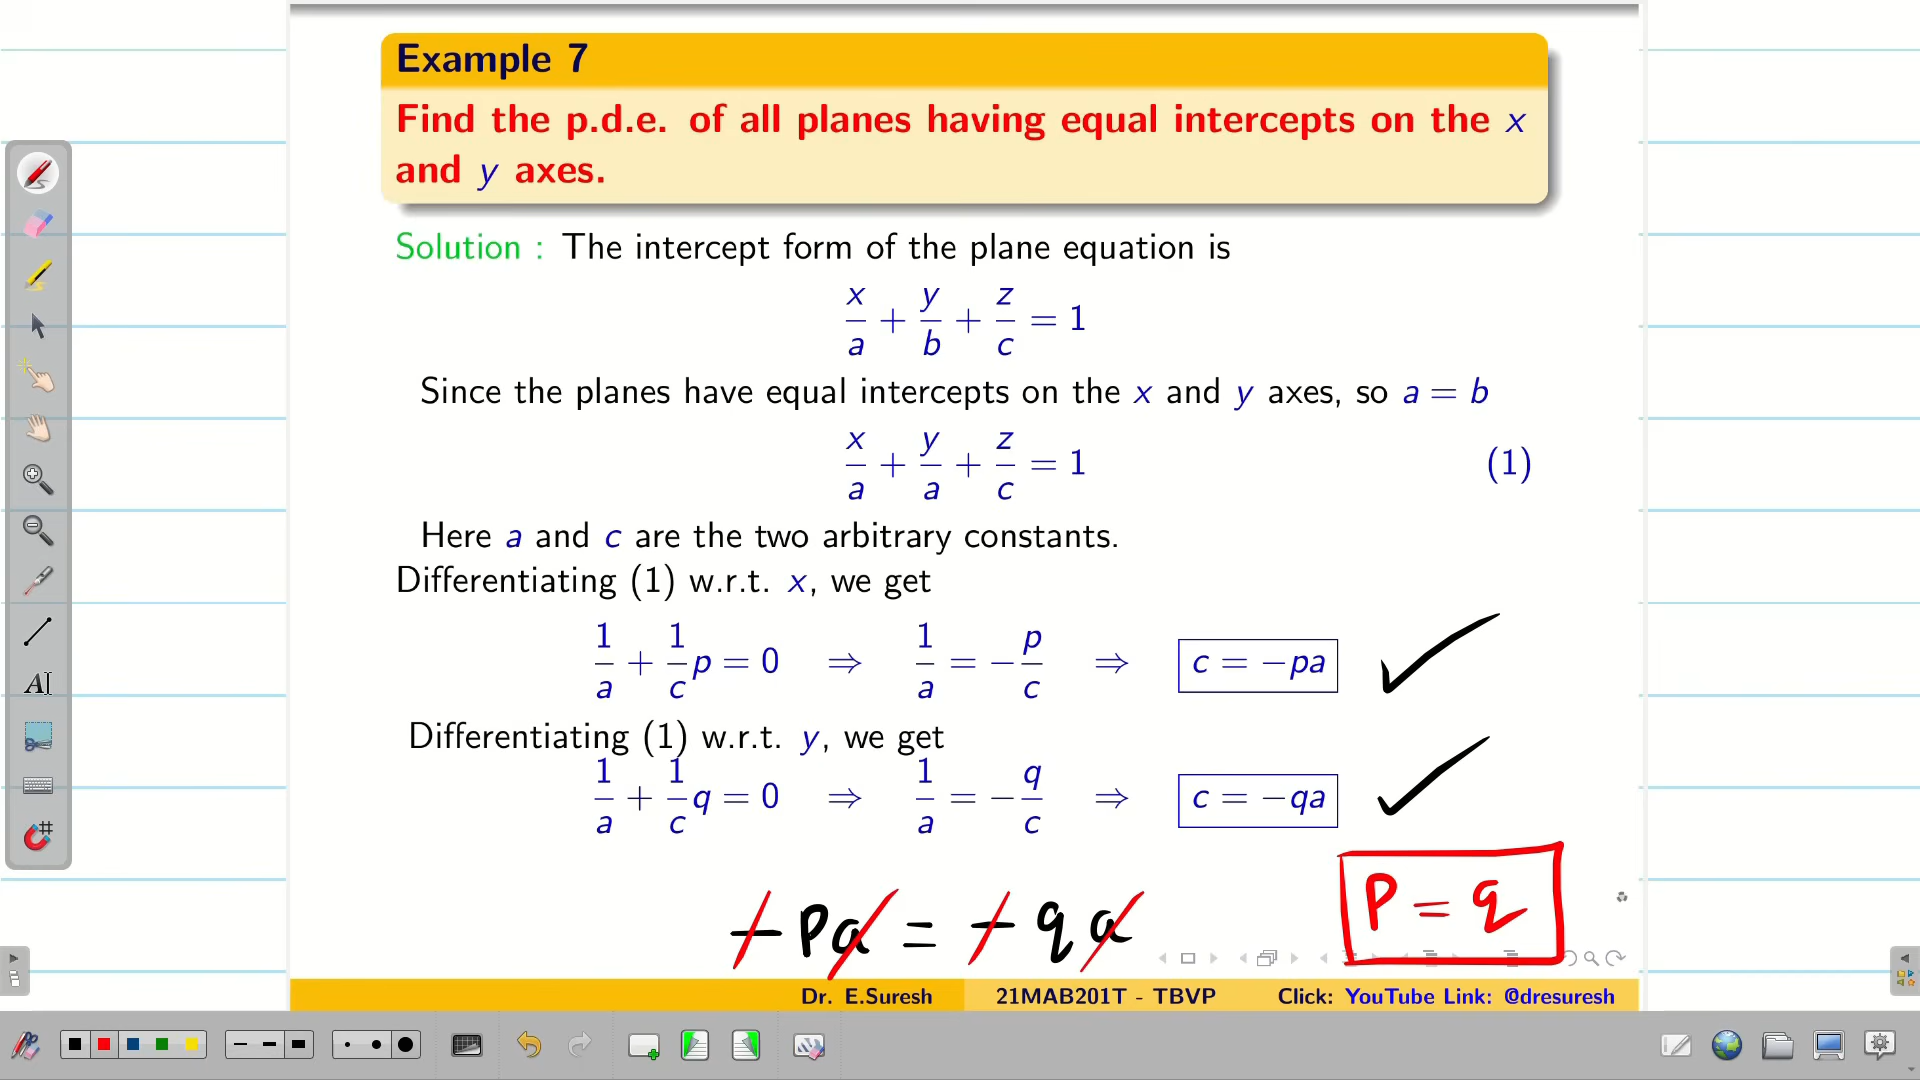 Example 7
Find the p.d.e. of all planes having equal intercepts on the x
and y axes.
Solution : The intercept form of the plane equation is
x/a + y/b + z/c = 1
Since the planes have equal intercepts on the x and y axes, so a = b
x/a + y/a + z/c = 1 (1)
Here a and c are the two arbitrary constants.
Differentiating (1) w.r.t. x, we get
1/a + 1/c p = 0 ⇒ 1/a = −p/c ⇒ c = −pa
Differentiating (1) w.r.t. y, we get
1/a + 1/c q = 0 ⇒ 1/a = −q/c ⇒ c = −qa
−Pa = −qa
P = q
Dr. E.Suresh 21MAB201T - TBVP Click: YouTube Link: @dresuresh